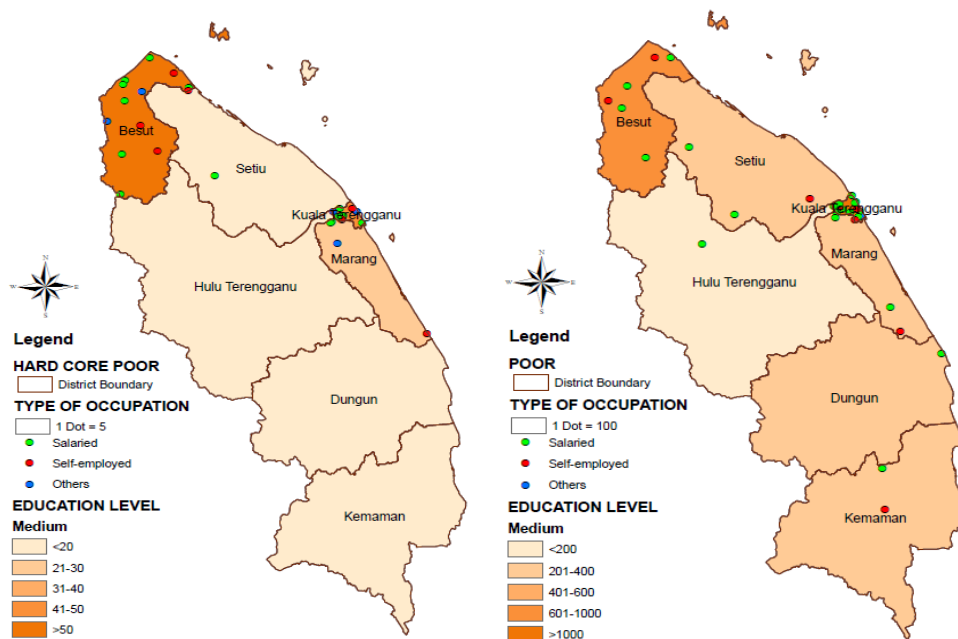 Besut
Setiu
Kuala Terengganu
Marang
Hulu Terengganu
Dungun
Kemaman
N
W
E
S
Legend
HARD CORE POOR
District Boundary
TYPE OF OCCUPATION
1 Dot = 5
Salaried
Self-employed
Others
EDUCATION LEVEL
Medium
<20
21-30
31-40
41-50
>50
Besut
Setiu
Kuala Terengganu
Marang
Hulu Terengganu
Dungun
Kemaman
N
W
E
S
Legend
POOR
District Boundary
TYPE OF OCCUPATION
1 Dot = 100
Salaried
Self-employed
Others
EDUCATION LEVEL
Medium
<200
201-400
401-600
601-1000
>1000